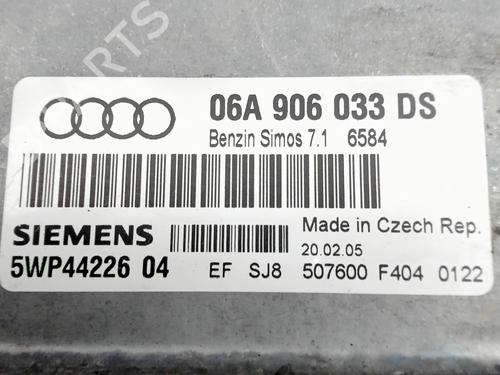 06A 906 033 DS
Benzin Simos 7.1 6584
SIEMENS
Made in Czech Rep.
20.02.05
5WP44226 04 EF SJ8 507600 F404 0122